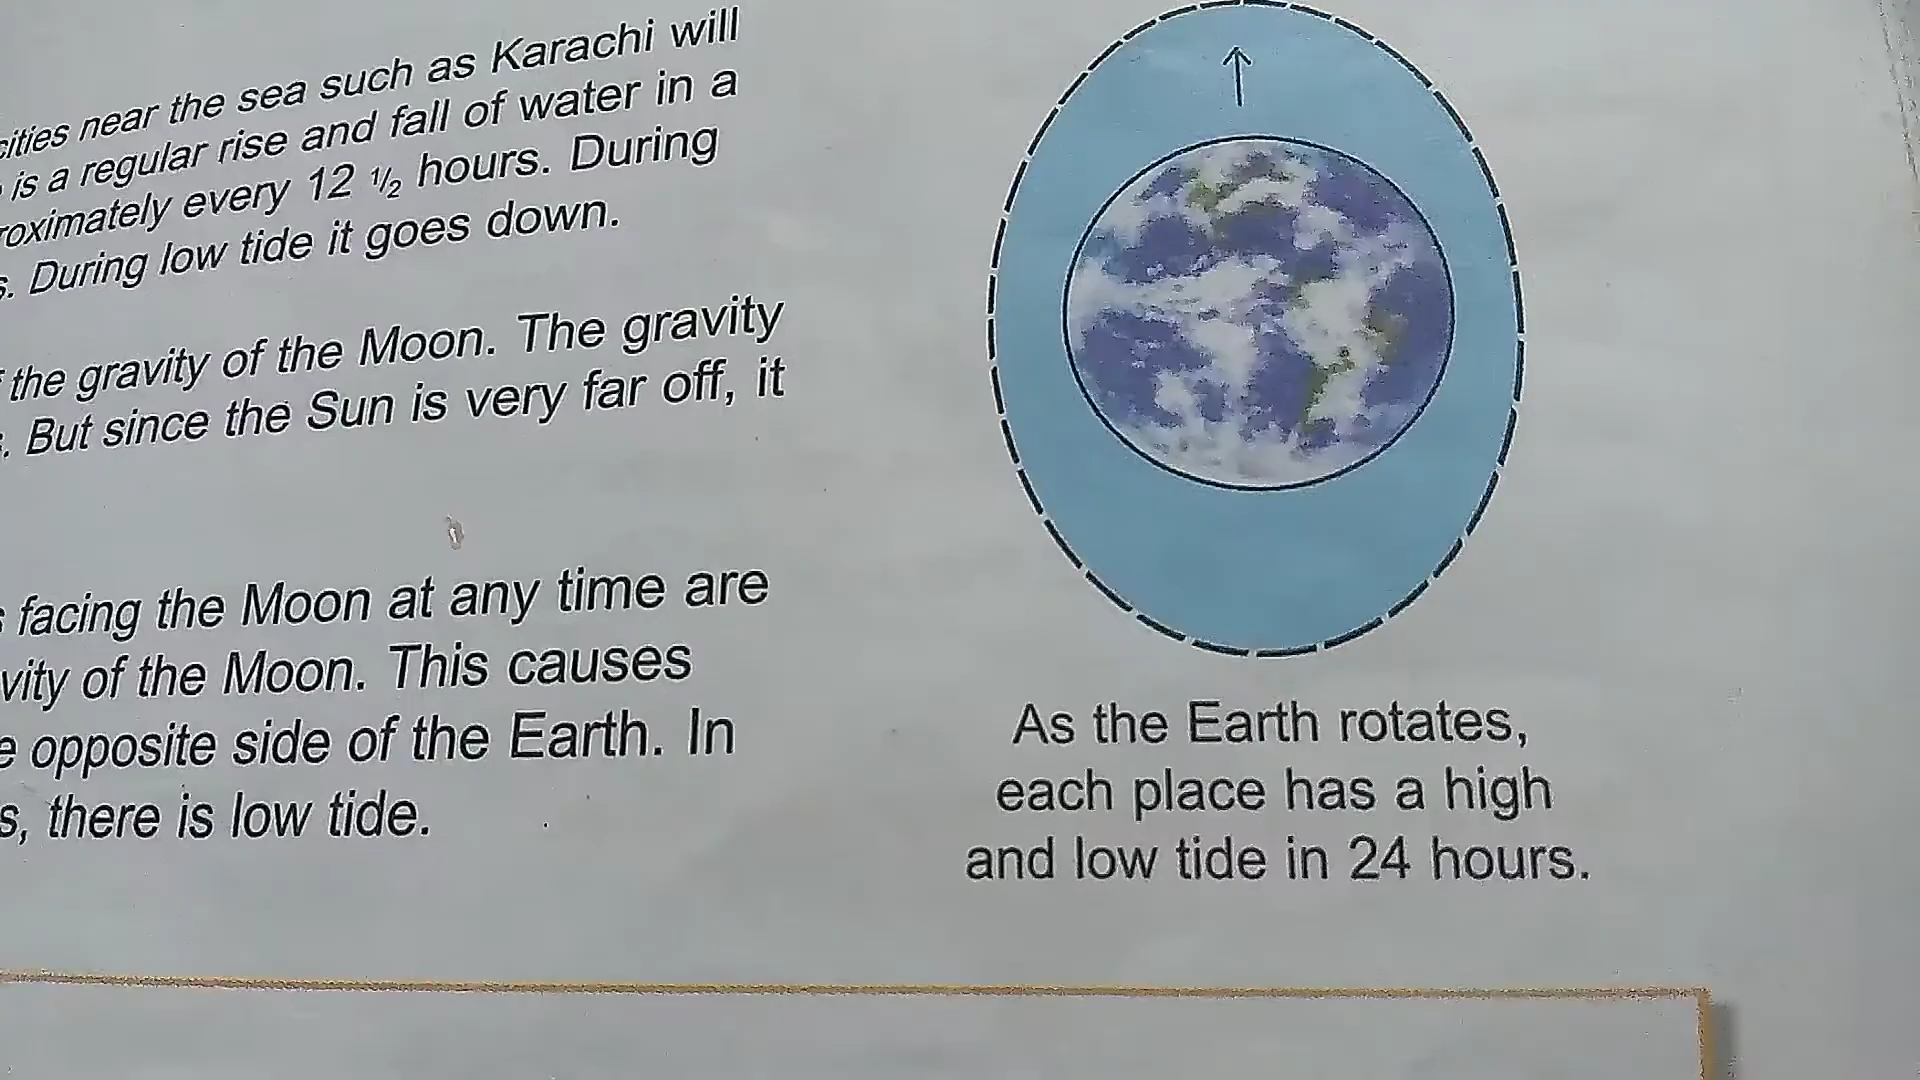 cities near the sea such as Karachi will
is a regular rise and fall of water in a
every 12 1/2 hours. During
During low tide it goes down.
the gravity of the Moon. The gravity
But since the Sun is very far off, it
facing the Moon at any time are
of the Moon. This causes
opposite side of the Earth. In
there is low tide.
As the Earth rotates,
each place has a high
and low tide in 24 hours.